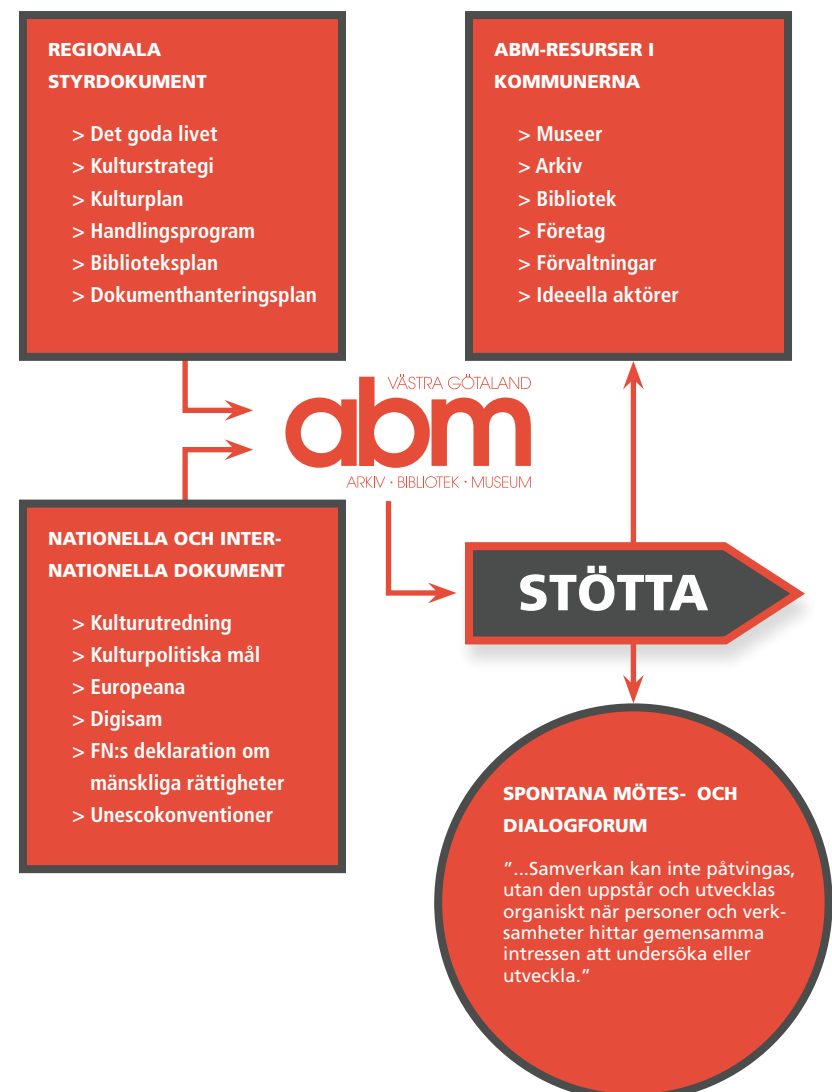 REGIONALA
STYRDOKUMENT
> Det goda livet
> Kulturstrategi
> Kulturplan
> Handlingsprogram
> Biblioteksplan
> Dokumenthanteringsplan
ABM-RESURSER I
KOMMUNERNA
> Museer
> Arkiv
> Bibliotek
> Företag
> Förvaltningar
> Ideeella aktörer
VÄSTRA GÖTALAND
abm
ARKIV · BIBLIOTEK · MUSEUM
NATIONELLA OCH INTER-
NATIONELLA DOKUMENT
> Kulturutredning
> Kulturpolitiska mål
> Europeana
> Digisam
> FN:s deklaration om
mänskliga rättigheter
> Unescokonventioner
STÖTTA
SPONTANA MÖTES- OCH
DIALOGFORUM
”...Samverkan kan inte påtvingas,
utan den uppstår och utvecklas
organiskt när personer och verk-
samheter hittar gemensamma
intressen att undersöka eller
utveckla.”